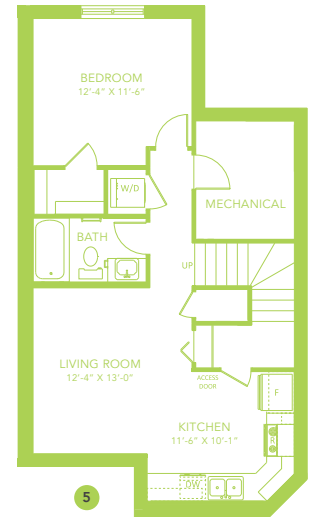 BEDROOM
12'-4" X 11'-6"
W/D
MECHANICAL
BATH
UP
LIVING ROOM
12'-4" X 13'-0"
ACCESS
DOOR
F
KITCHEN
11'-6" X 10'-1"
R
DW
5